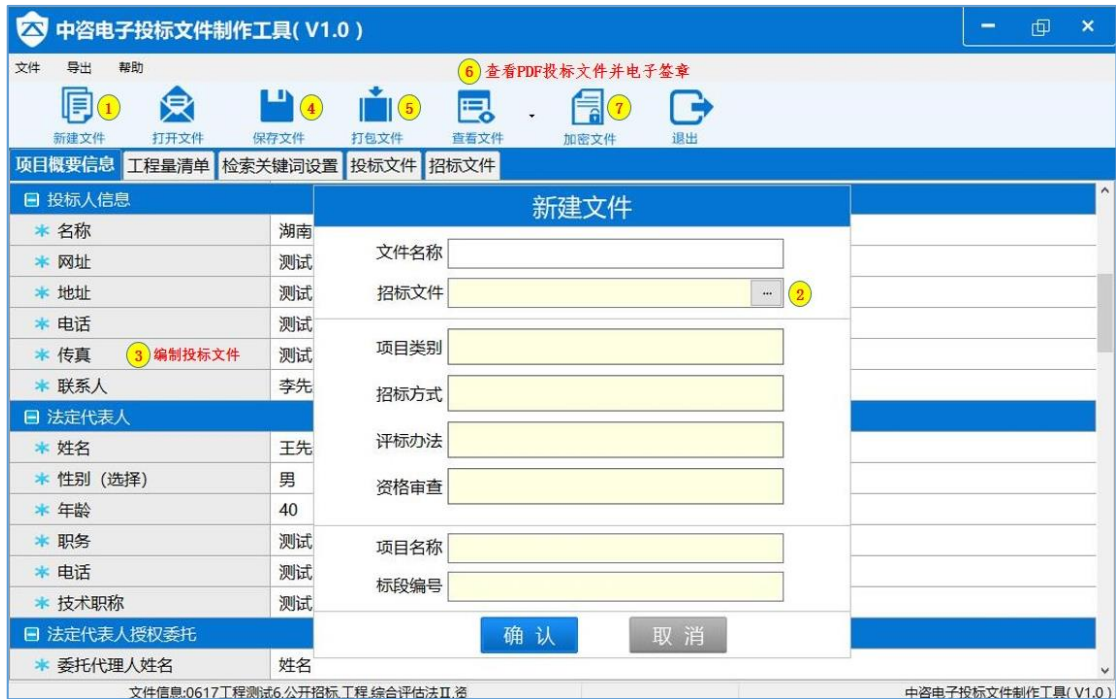 中咨电子投标文件制作工具( V1.0 )
文件 导出 帮助
6 查看PDF投标文件并电子签章
1 4 5 7
新建文件 打开文件 保存文件 打包文件 查看文件 加密文件 退出
项目概要信息 工程量清单 检索关键词设置 投标文件 招标文件
投标人信息
名称 湖南
网址 测试
地址 测试
电话 测试
传真 3 编制投标文件 测试
联系人 李先
法定代表人
姓名 王先
性别（选择） 男
年龄 40
职务 测试
电话 测试
技术职称 测试
法定代表人授权委托
委托代理人姓名 姓名
新建文件
文件名称
招标文件 ... 2
项目类别
招标方式
评标办法
资格审查
项目名称
标段编号
确 认 取 消
文件信息:0617工程测试6,公开招标,工程,综合评估法II,资
中咨电子投标文件制作工具( V1.0 )